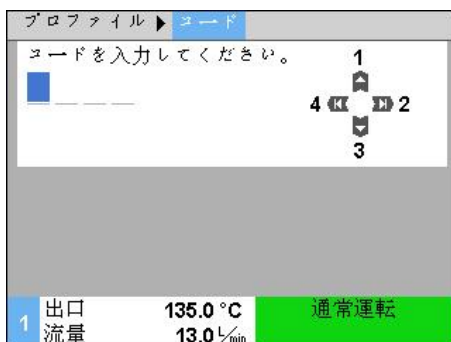 プロファイル ▶ コード
コードを入力してください。
1
4 2
3
1 出口 135.0 °C 通常運転
流量 13.0 L/min